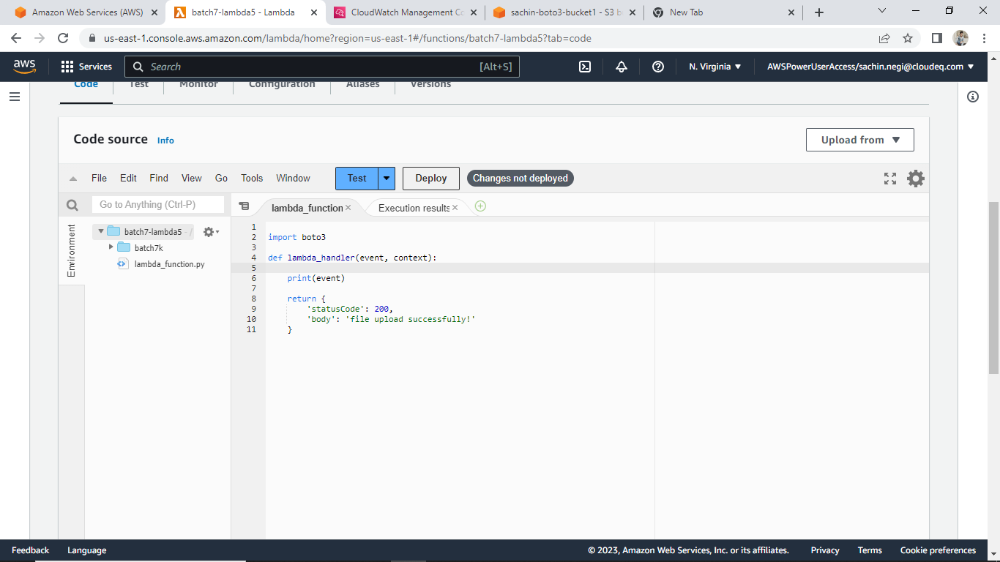 Amazon Web Services (AWS)
batch7-lambda5 - Lambda
CloudWatch Management Co
sachin-boto3-bucket1 - S3 b
New Tab
us-east-1.console.aws.amazon.com/lambda/home?region=us-east-1#/functions/batch7-lambda5?tab=code
aws
Services
Search
[Alt+S]
N. Virginia
AWSPowerUserAccess/sachin.negi@cloudeq.com
Code
Test
Monitor
Configuration
Aliases
Versions
Code source
Info
Upload from
File
Edit
Find
View
Go
Tools
Window
Test
Deploy
Changes not deployed
Go to Anything (Ctrl-P)
lambda_function
Execution results
Environment
batch7-lambda5 - /
batch7k
lambda_function.py
1
2 import boto3
3
4 def lambda_handler(event, context):
5
6 print(event)
7
8 return {
9 'statusCode': 200,
10 'body': 'file upload successfully!'
11 }
Feedback
Language
© 2023, Amazon Web Services, Inc. or its affiliates.
Privacy
Terms
Cookie preferences